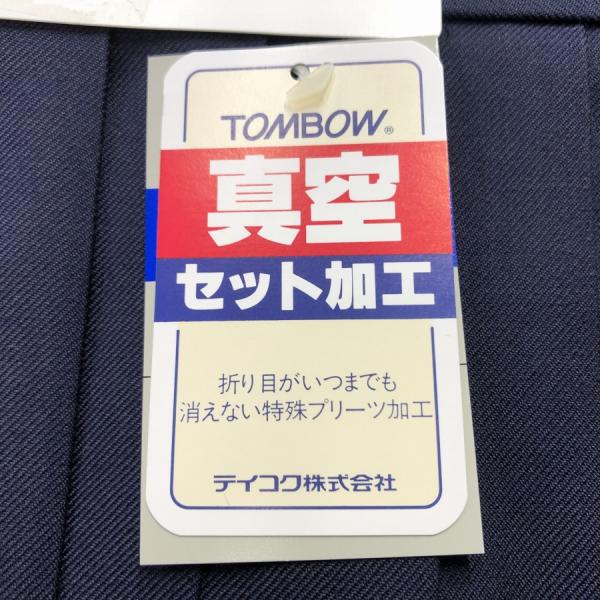 TOMBOW®
真空
セット加工
折り目がいつまでも
消えない特殊プリーツ加工
テイコク株式会社